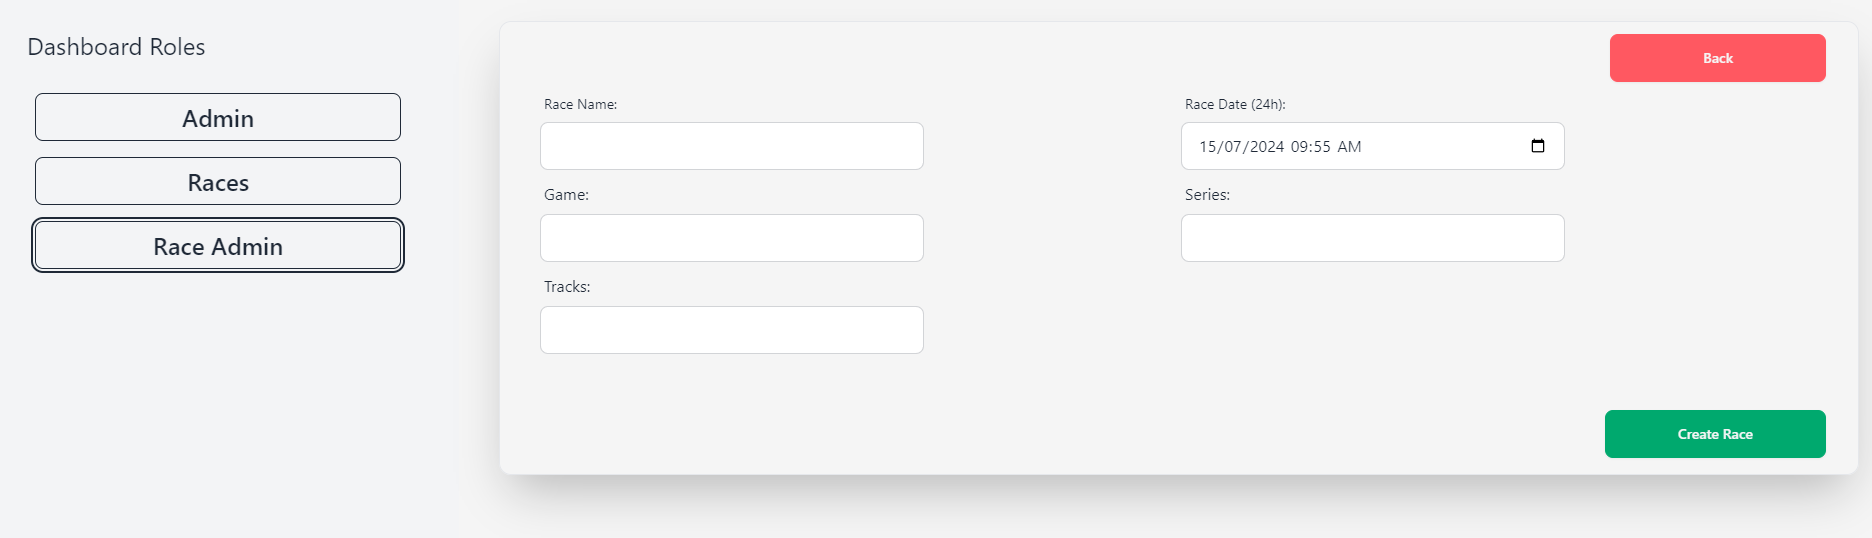 Dashboard Roles
Admin
Races
Race Admin
Back
Race Name:
Race Date (24h):
15/07/2024 09:55 AM
Game:
Series:
Tracks:
Create Race